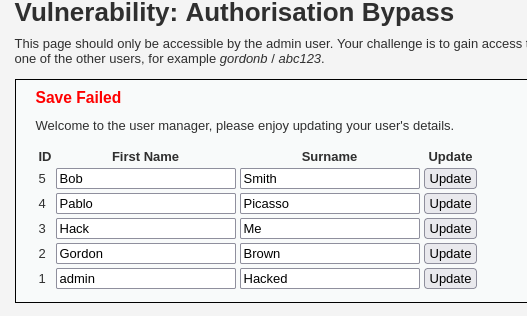 Vulnerability: Authorisation Bypass
This page should only be accessible by the admin user. Your challenge is to gain access
one of the other users, for example gordonb / abc123.
Save Failed
Welcome to the user manager, please enjoy updating your user's details.
ID First Name Surname Update
5 Bob Smith Update
4 Pablo Picasso Update
3 Hack Me Update
2 Gordon Brown Update
1 admin Hacked Update